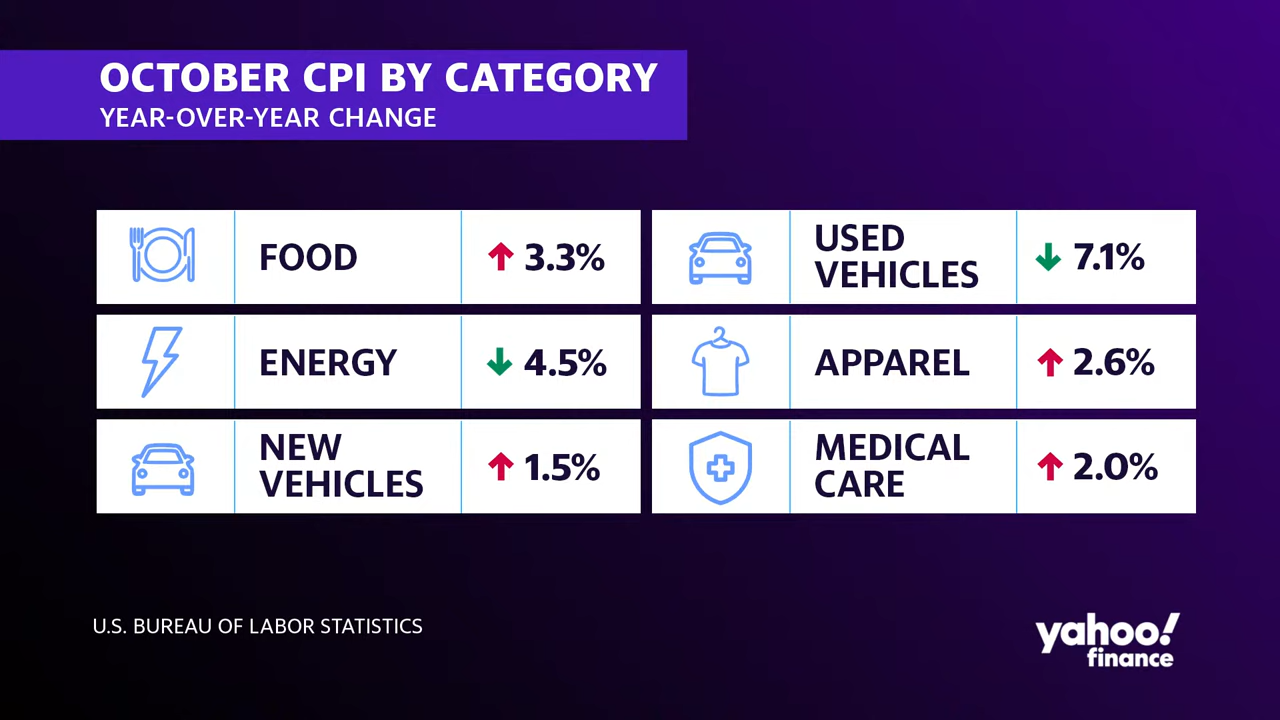 OCTOBER CPI BY CATEGORY
YEAR-OVER-YEAR CHANGE
FOOD
↑ 3.3%
USED
VEHICLES
↓ 7.1%
ENERGY
↓ 4.5%
APPAREL
↑ 2.6%
NEW
VEHICLES
↑ 1.5%
MEDICAL
CARE
↑ 2.0%
U.S. BUREAU OF LABOR STATISTICS
yahoo!
finance